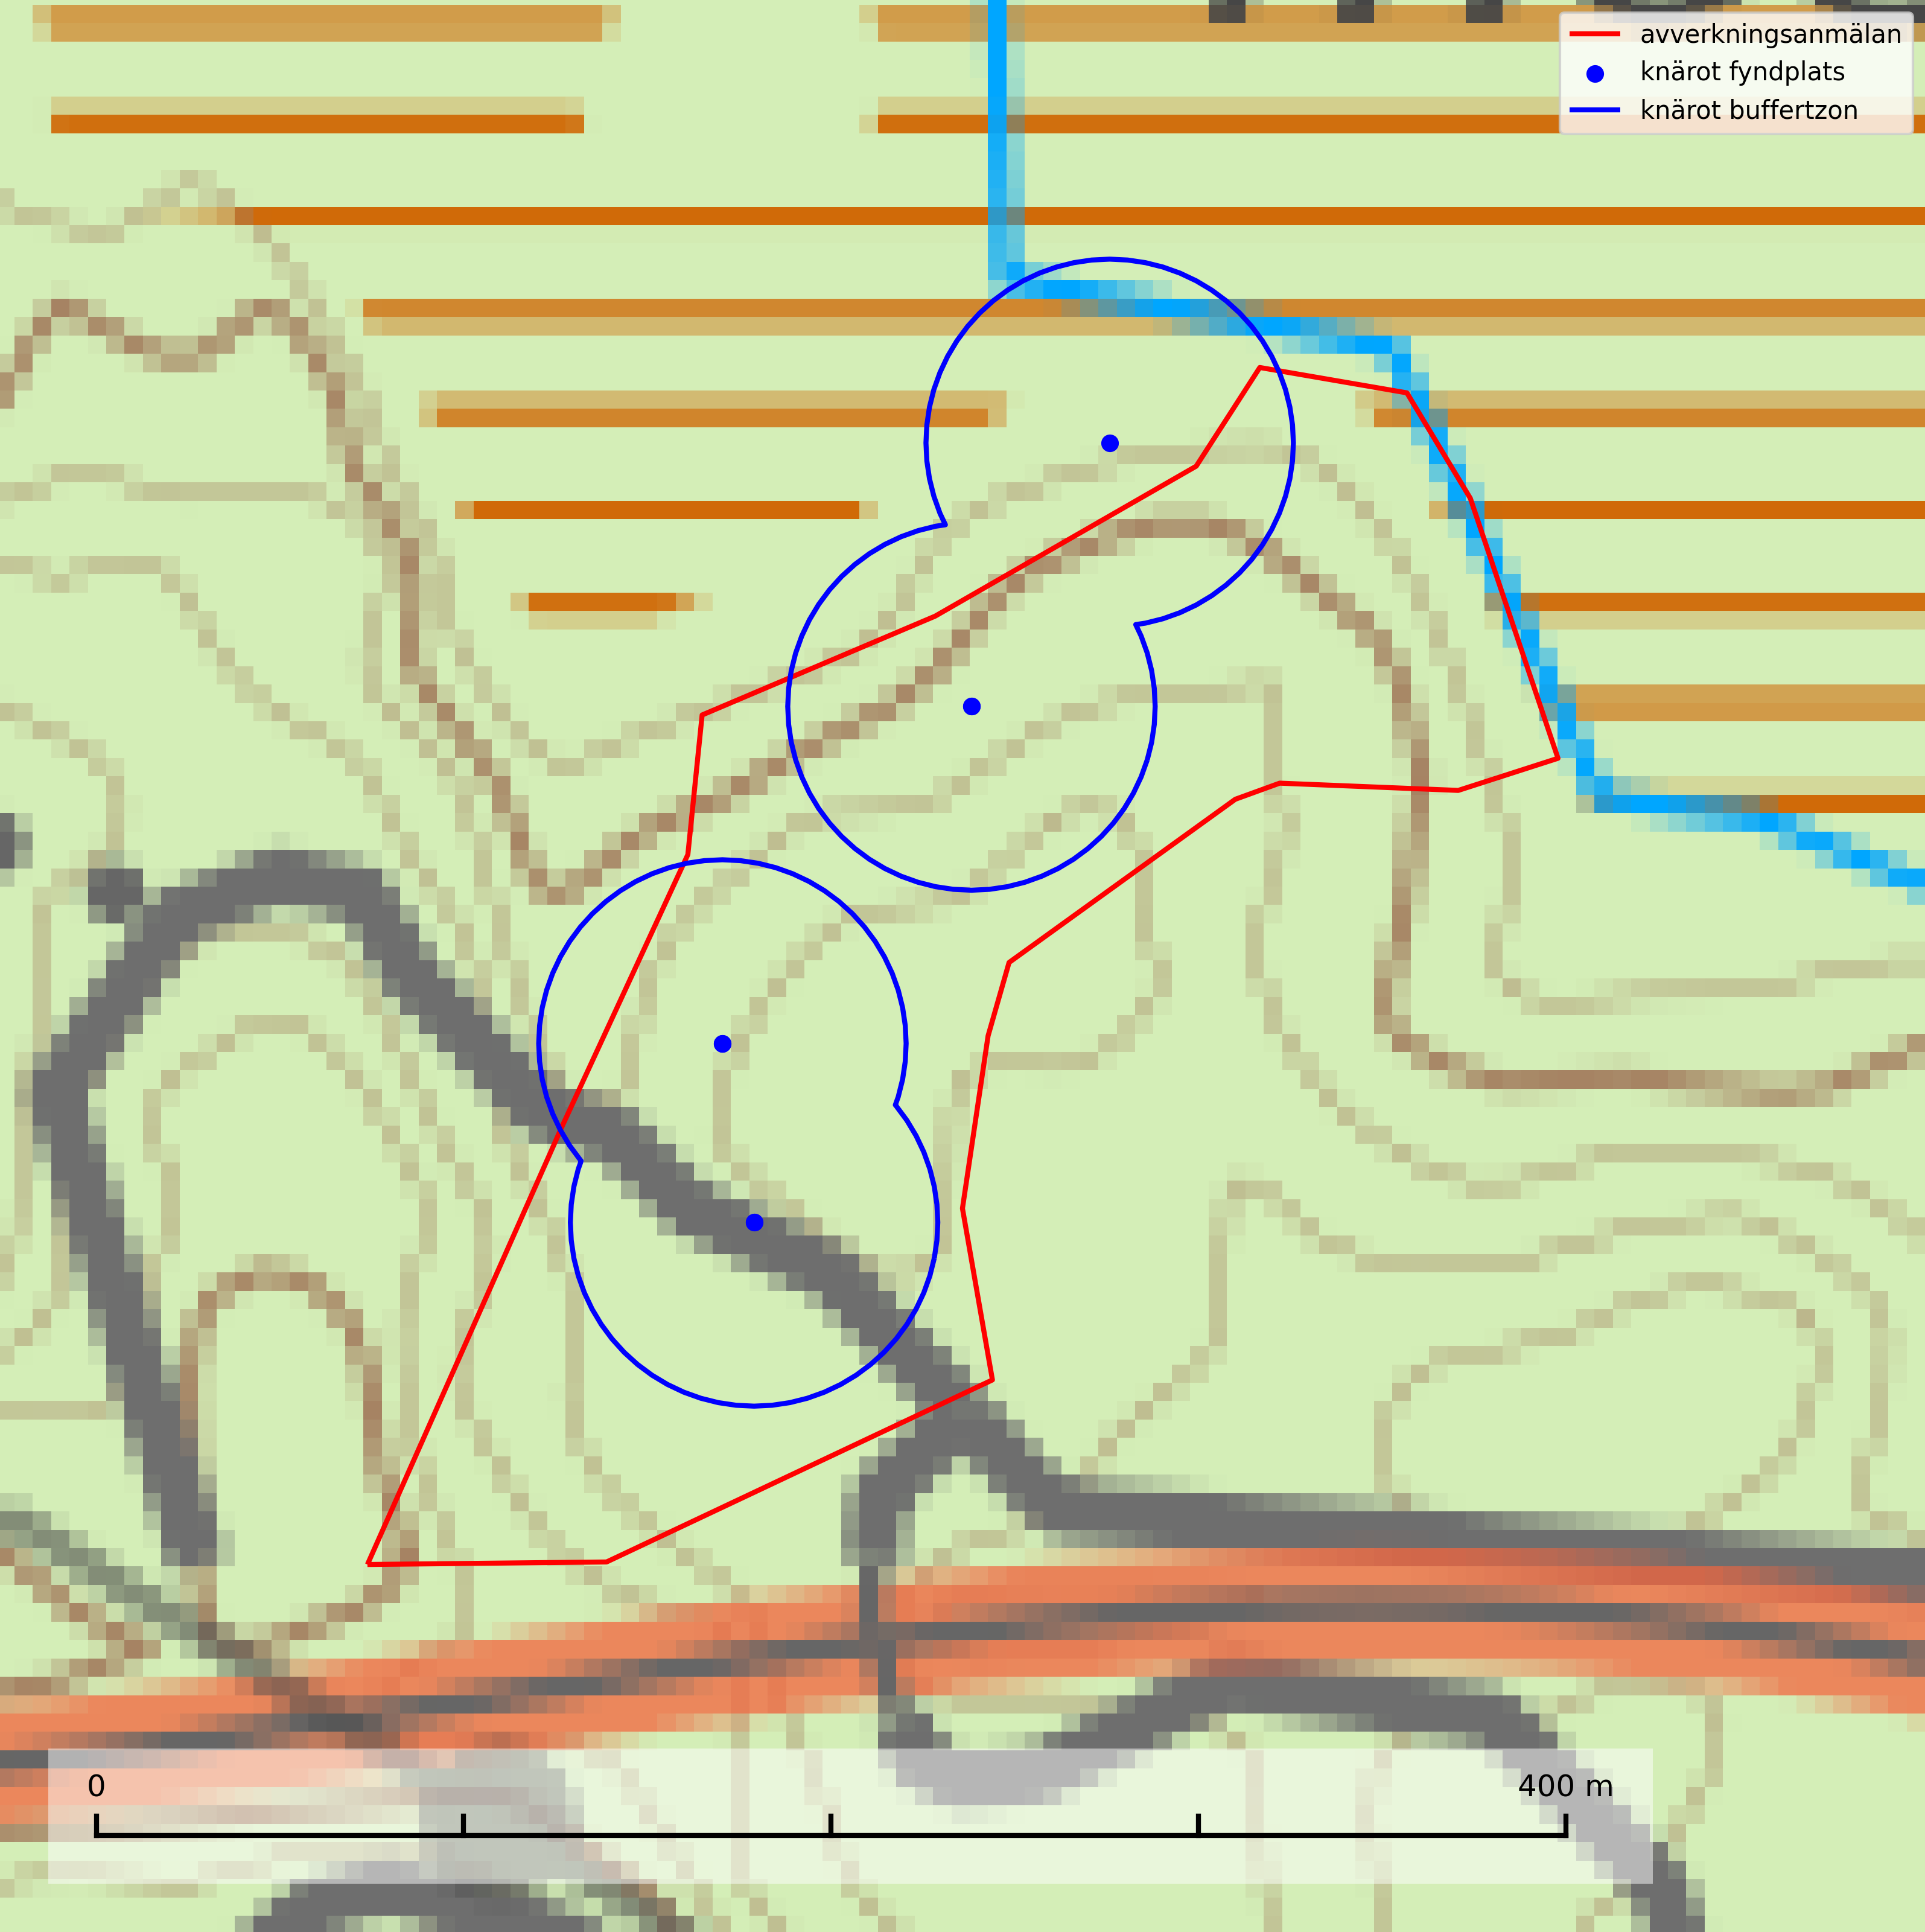 avverkningsanmälan
knärot fyndplats
knärot buffertzon
0
400 m